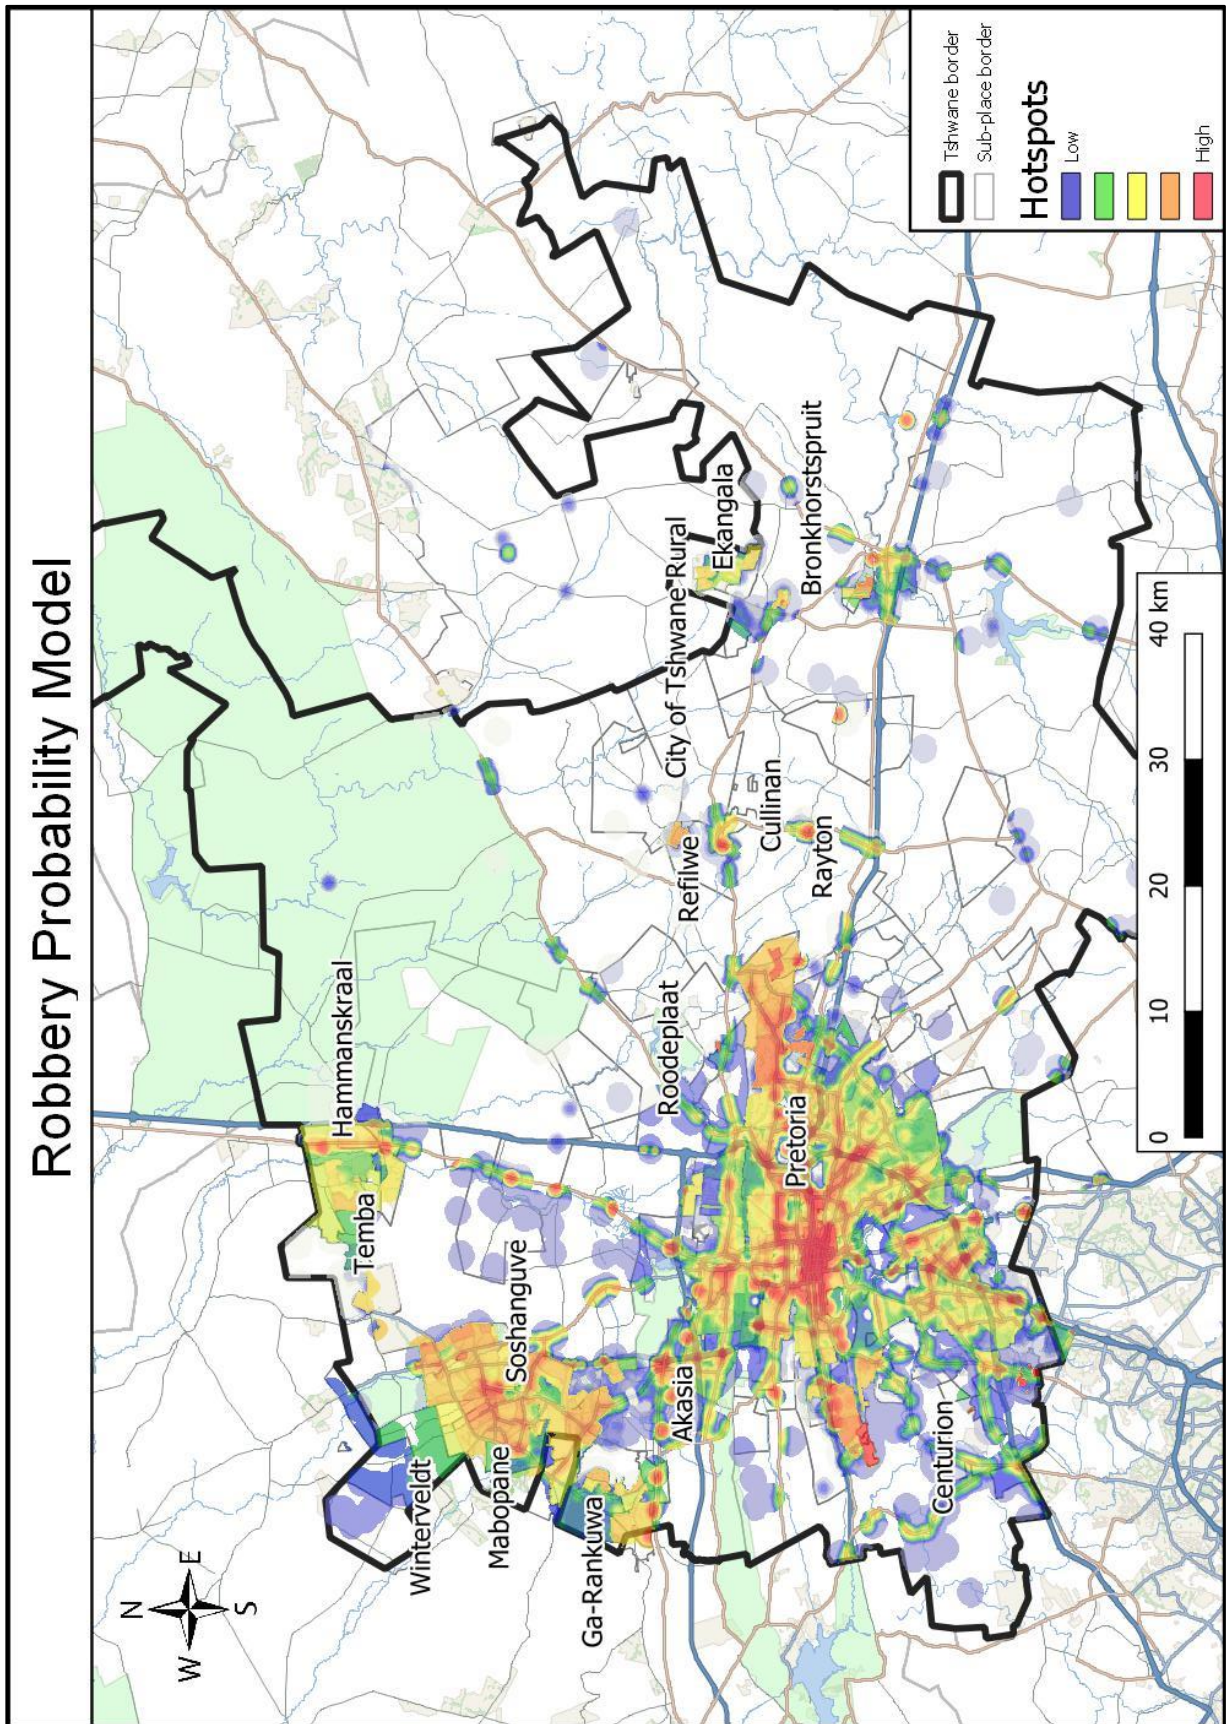 Robbery Probability Model
N
W E
S
Hammanskraal
Temba
Winterveldt
Soshanguve
Mabopane
Ga-Rankuwa
Akasia
Roodeplaat
City of Tshwane Rural
Ekangala
Refilwe
Cullinan
Bronkhorstspruit
Rayton
Pretoria
Centurion
0 10 20 30 40 km
Tshwane border
Sub-place border
Hotspots
Low
High